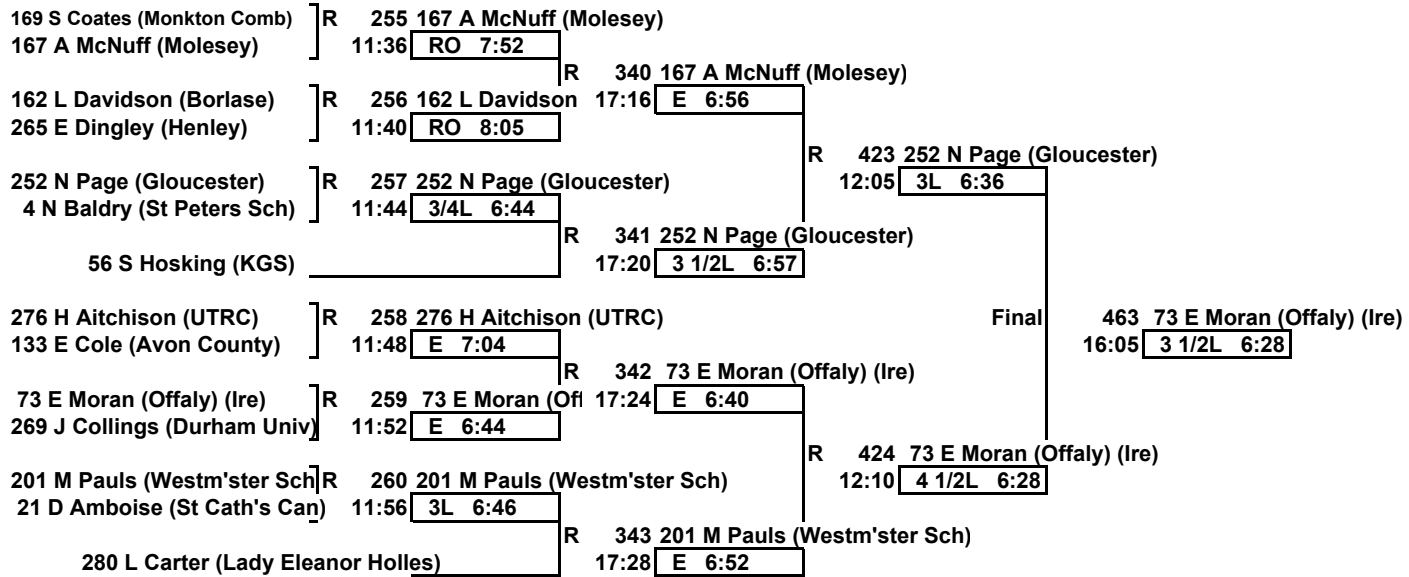 169 S Coates (Monkton Comb) R 255 167 A McNuff (Molesey)
167 A McNuff (Molesey) 11:36 RO 7:52
R 340 167 A McNuff (Molesey)
162 L Davidson (Borlase) R 256 162 L Davidson 17:16 E 6:56
265 E Dingley (Henley) 11:40 RO 8:05
R 423 252 N Page (Gloucester)
252 N Page (Gloucester) R 257 252 N Page (Gloucester) 12:05 3L 6:36
4 N Baldry (St Peters Sch) 11:44 3/4L 6:44
R 341 252 N Page (Gloucester)
56 S Hosking (KGS) 17:20 3 1/2L 6:57
276 H Aitchison (UTRC) R 258 276 H Aitchison (UTRC) Final 463 73 E Moran (Offaly) (Ire)
133 E Cole (Avon County) 11:48 E 7:04 16:05 3 1/2L 6:28
R 342 73 E Moran (Offaly) (Ire)
73 E Moran (Offaly) (Ire) R 259 73 E Moran (Off 17:24 E 6:40
269 J Collings (Durham Univ) 11:52 E 6:44
R 424 73 E Moran (Offaly) (Ire)
201 M Pauls (Westm'ster Sch R 260 201 M Pauls (Westm'ster Sch) 12:10 4 1/2L 6:28
21 D Amboise (St Cath's Can) 11:56 3L 6:46
R 343 201 M Pauls (Westm'ster Sch)
280 L Carter (Lady Eleanor Holles) 17:28 E 6:52